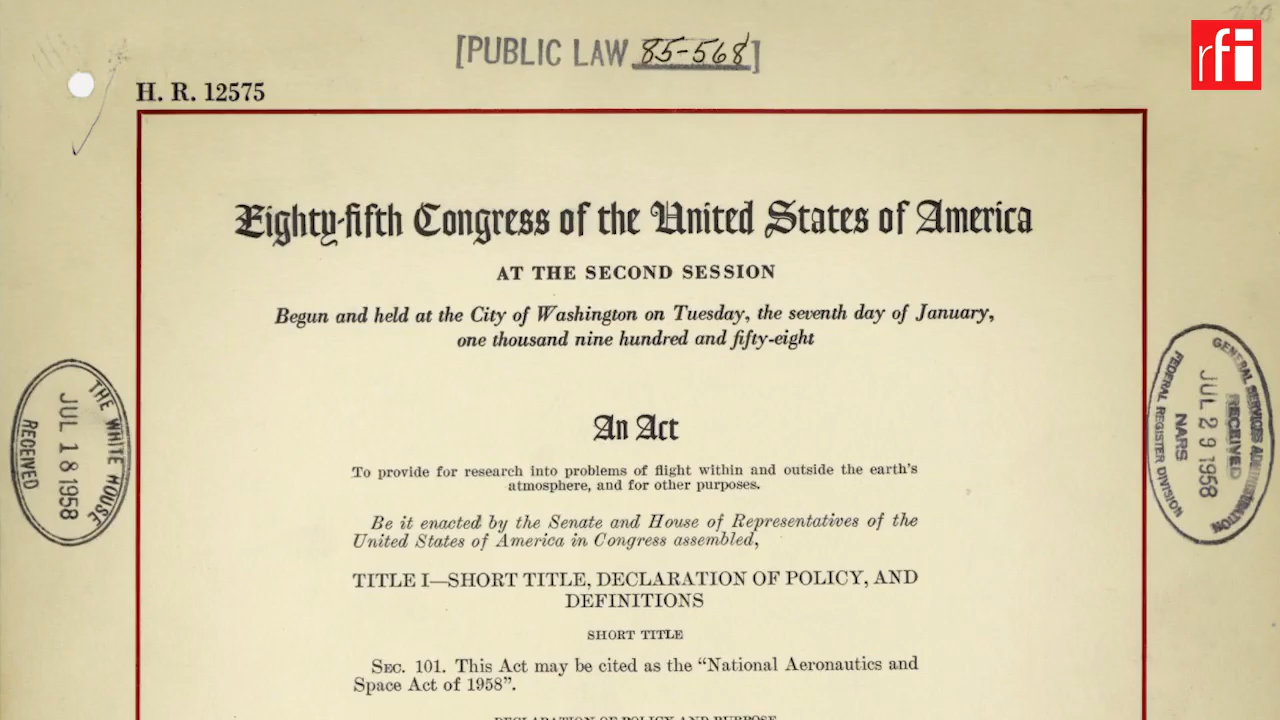 [PUBLIC LAW 85-568]
rfi
H. R. 12575
Eighty-fifth Congress of the United States of America
AT THE SECOND SESSION
Begun and held at the City of Washington on Tuesday, the seventh day of January,
one thousand nine hundred and fifty-eight
THE WHITE HOUSE
JUL 18 1958
RECEIVED
GENERAL SERVICES ADMINISTRATION
RECEIVED
JUL 29 1958
NARS
FEDERAL REGISTER DIVISION
An Act
To provide for research into problems of flight within and outside the earth's
atmosphere, and for other purposes.
Be it enacted by the Senate and House of Representatives of the
United States of America in Congress assembled,
TITLE I—SHORT TITLE, DECLARATION OF POLICY, AND
DEFINITIONS
SHORT TITLE
SEC. 101. This Act may be cited as the “National Aeronautics and
Space Act of 1958”.
DECLARATION OF POLICY AND PURPOSE